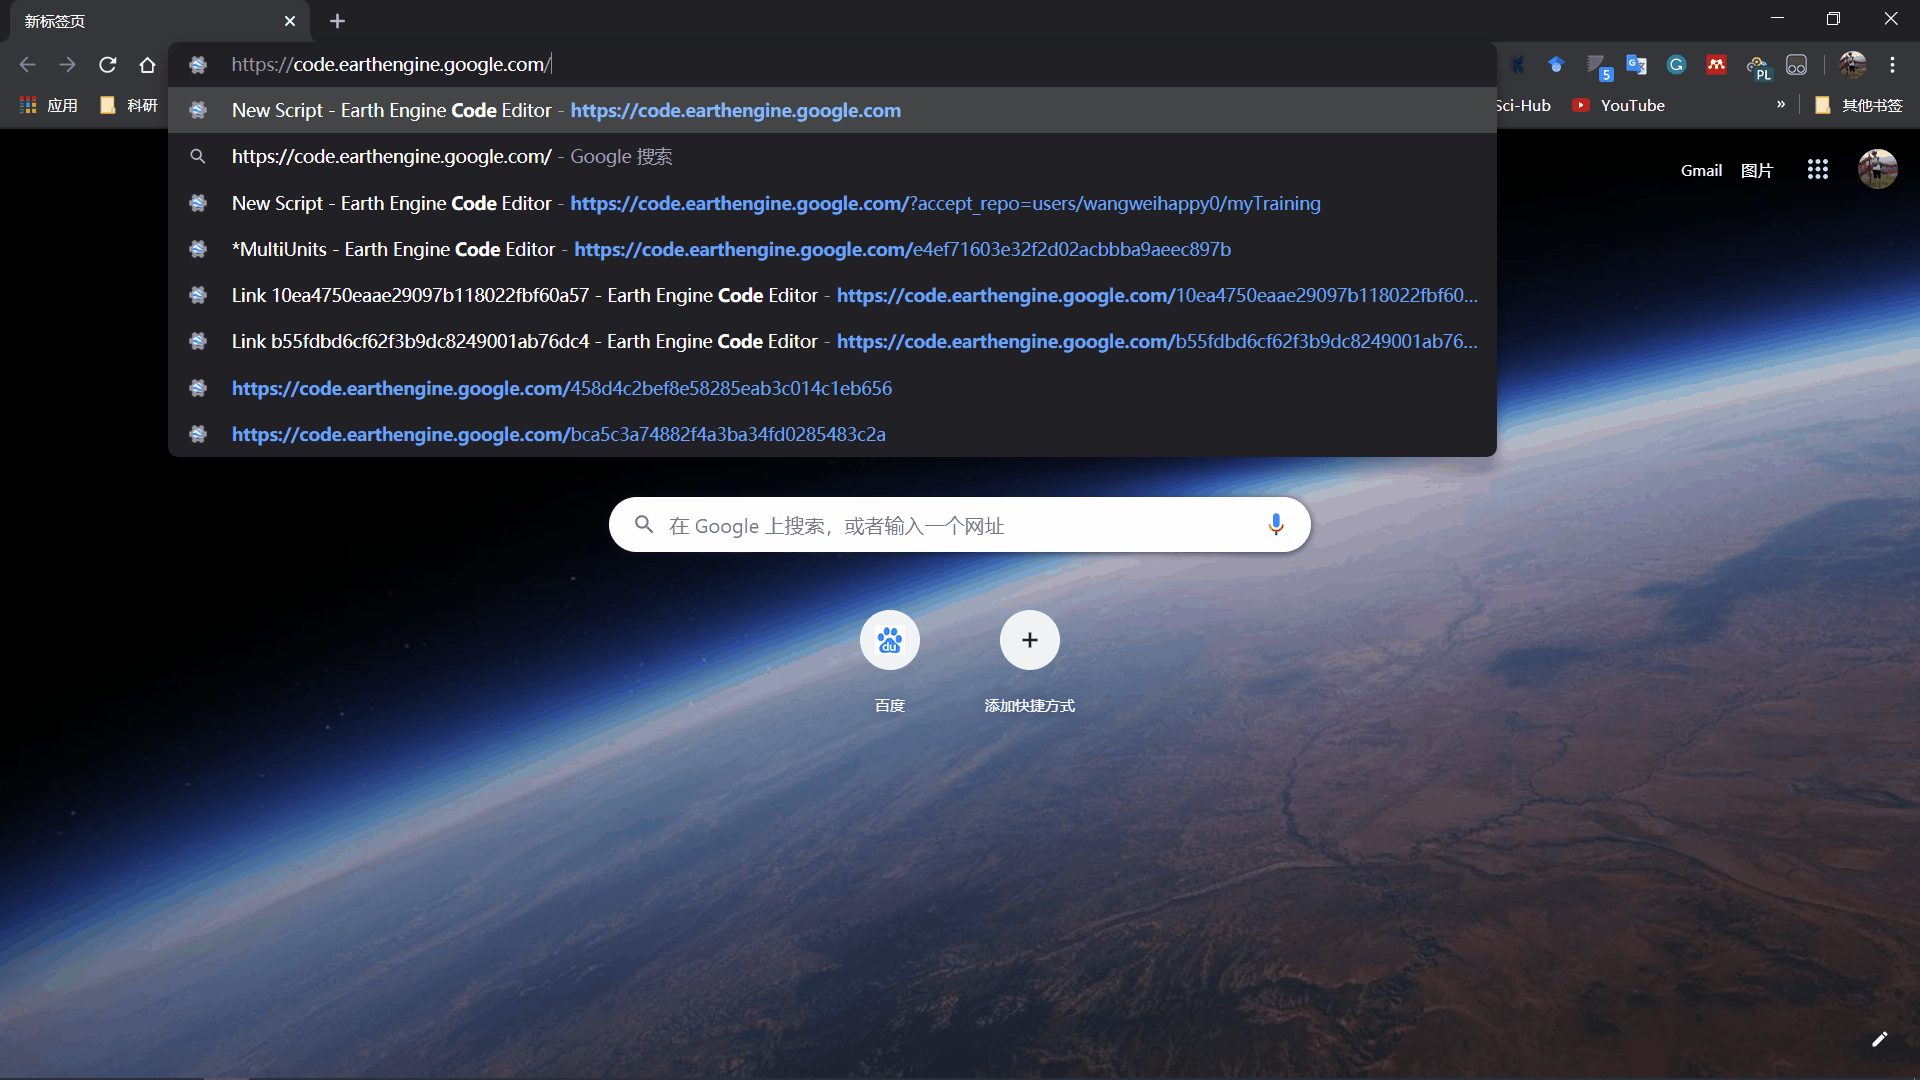 新标签页
https://code.earthengine.google.com/
New Script - Earth Engine Code Editor - https://code.earthengine.google.com
https://code.earthengine.google.com/ - Google 搜索
New Script - Earth Engine Code Editor - https://code.earthengine.google.com/?accept_repo=users/wangweihappy0/myTraining
*MultiUnits - Earth Engine Code Editor - https://code.earthengine.google.com/e4ef71603e32f2d02acbbba9aeec897b
Link 10ea4750eaae29097b118022fbf60a57 - Earth Engine Code Editor - https://code.earthengine.google.com/10ea4750eaae29097b118022fbf60...
Link b55fdbd6cf62f3b9dc8249001ab76dc4 - Earth Engine Code Editor - https://code.earthengine.google.com/b55fdbd6cf62f3b9dc8249001ab76...
https://code.earthengine.google.com/458d4c2bef8e58285eab3c014c1eb656
https://code.earthengine.google.com/bca5c3a74882f4a3ba34fd0285483c2a
5
PL
应用
科研
Sci-Hub
YouTube
»
其他书签
Gmail
图片
在 Google 上搜索，或者输入一个网址
du
百度
添加快捷方式